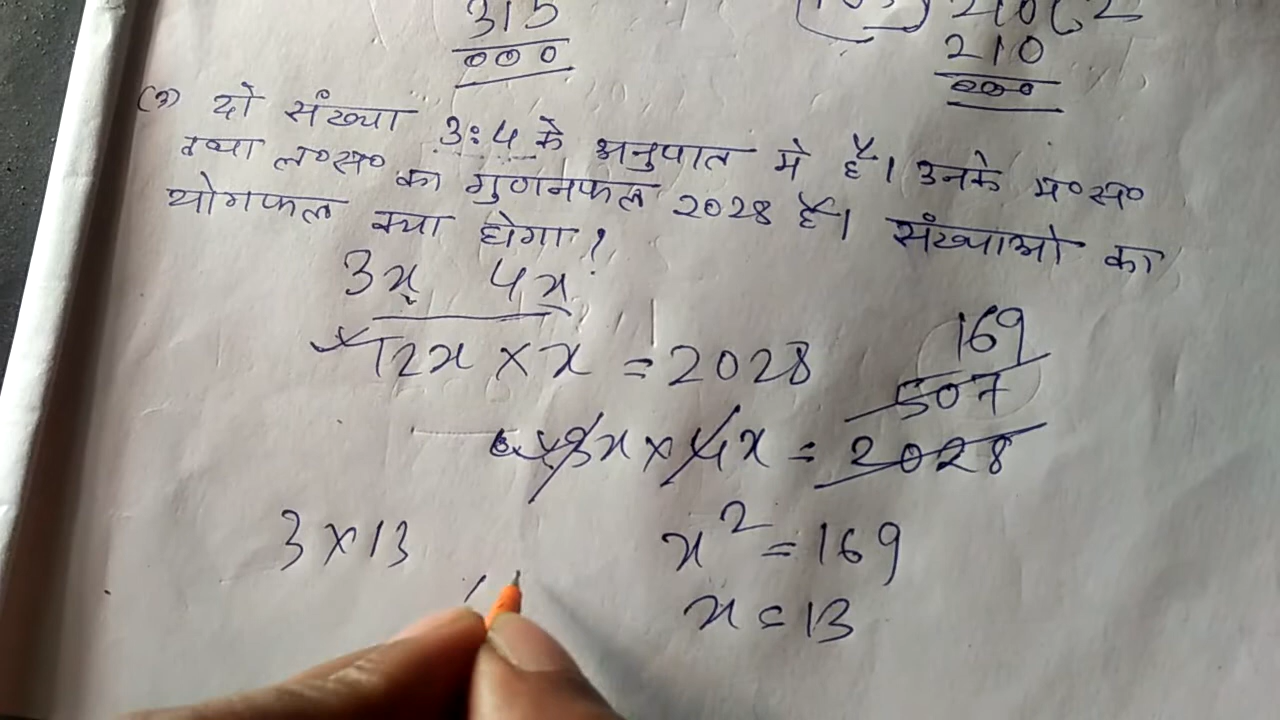 315
000
210
210
000
(3) दो संख्या 3:4 के अनुपात मे है। उनके म०स०
तथा ल०स० का गुणनफल 2028 है। संख्याओ का
योगफल क्या होगा?
3x 4x
12x × x = 2028
169
507
3x × 4x = 2028
x² = 169
3 × 13
x = 13